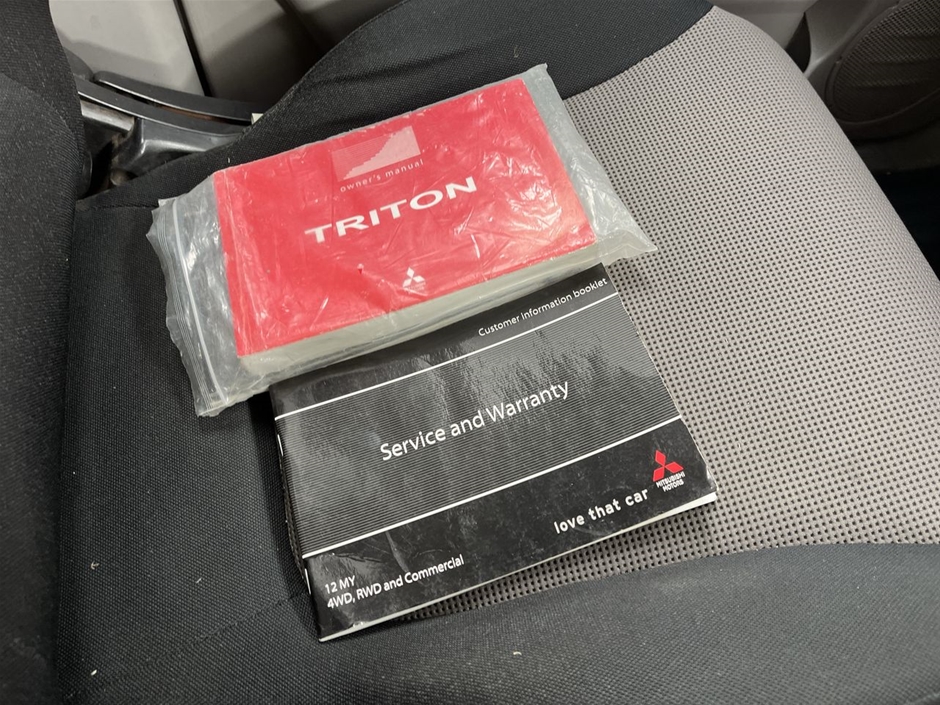 owner's manual
TRITON
Customer information booklet
Service and Warranty
MITSUBISHI
MOTORS
love that car
12 MY
4WD, RWD and Commercial